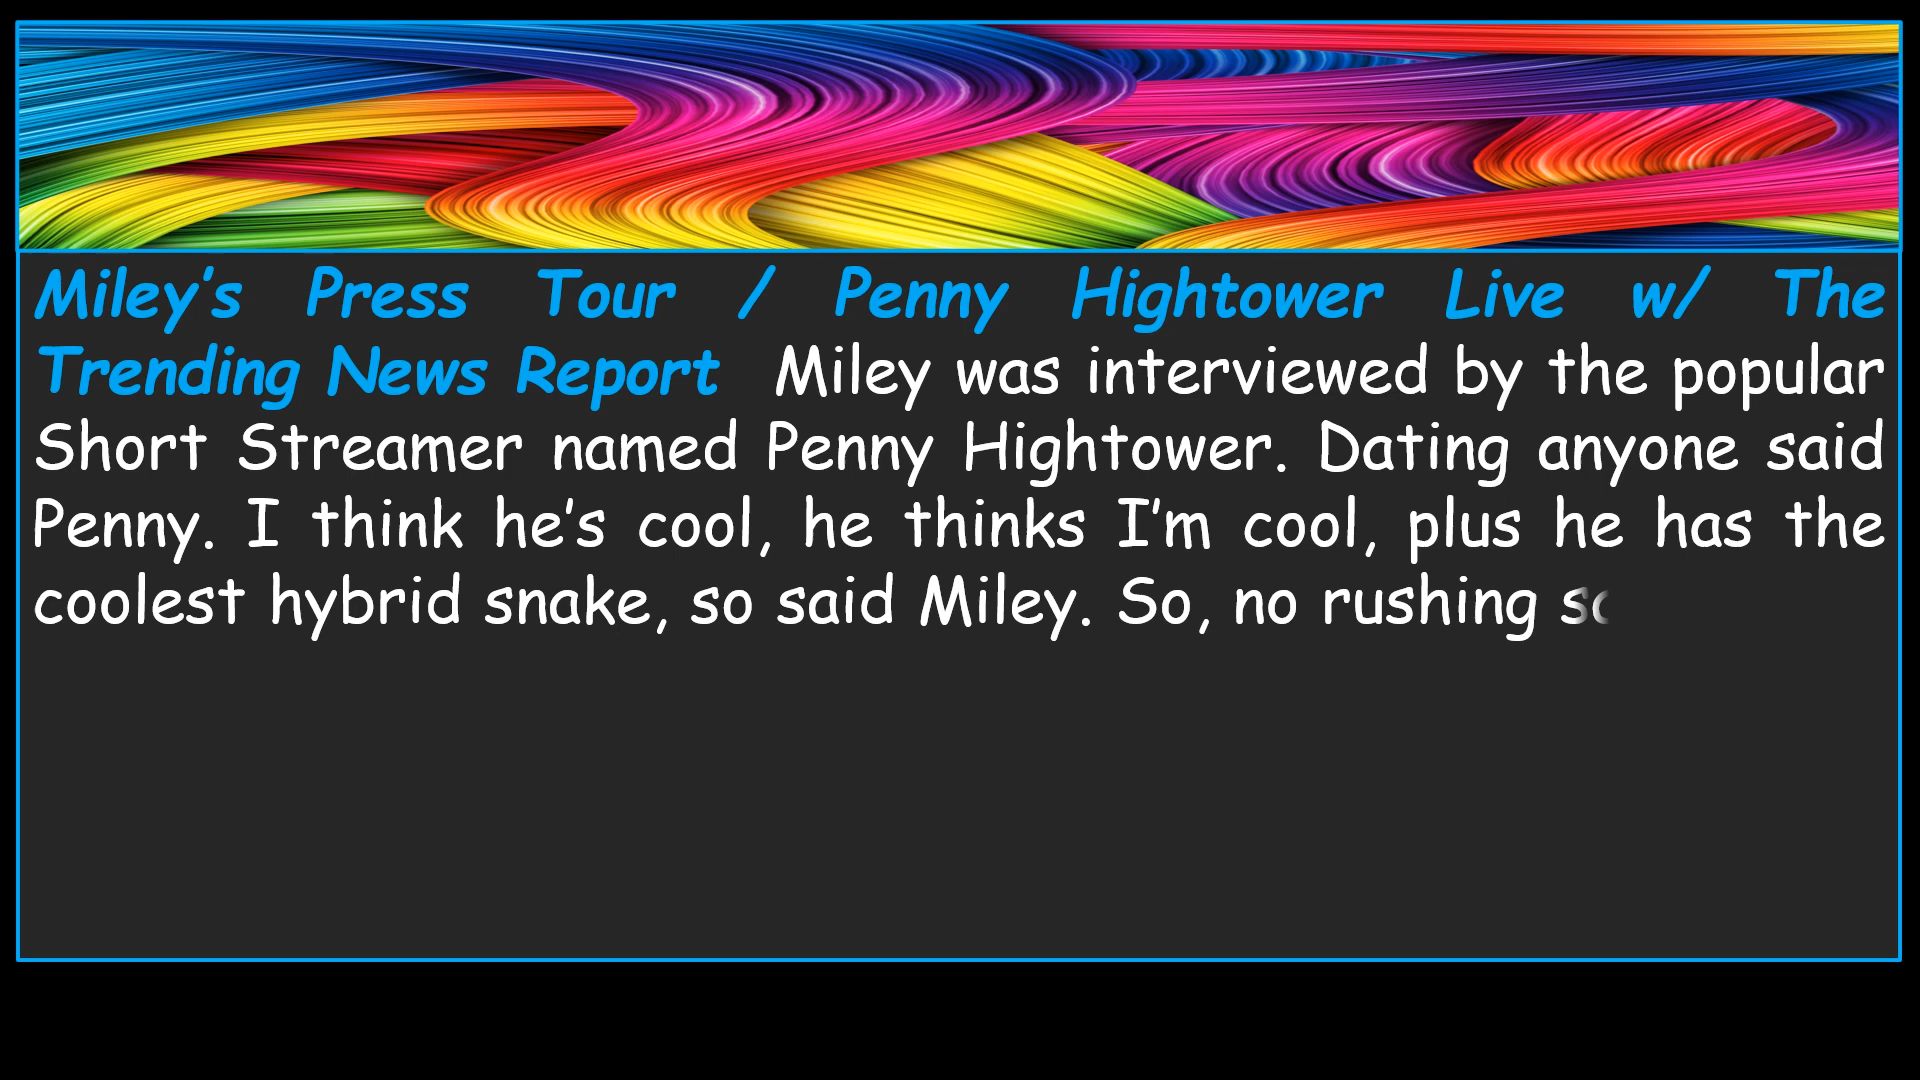 Miley’s Press Tour / Penny Hightower Live w/ The
Trending News Report Miley was interviewed by the popular
Short Streamer named Penny Hightower. Dating anyone said
Penny. I think he’s cool, he thinks I’m cool, plus he has the
coolest hybrid snake, so said Miley. So, no rushing